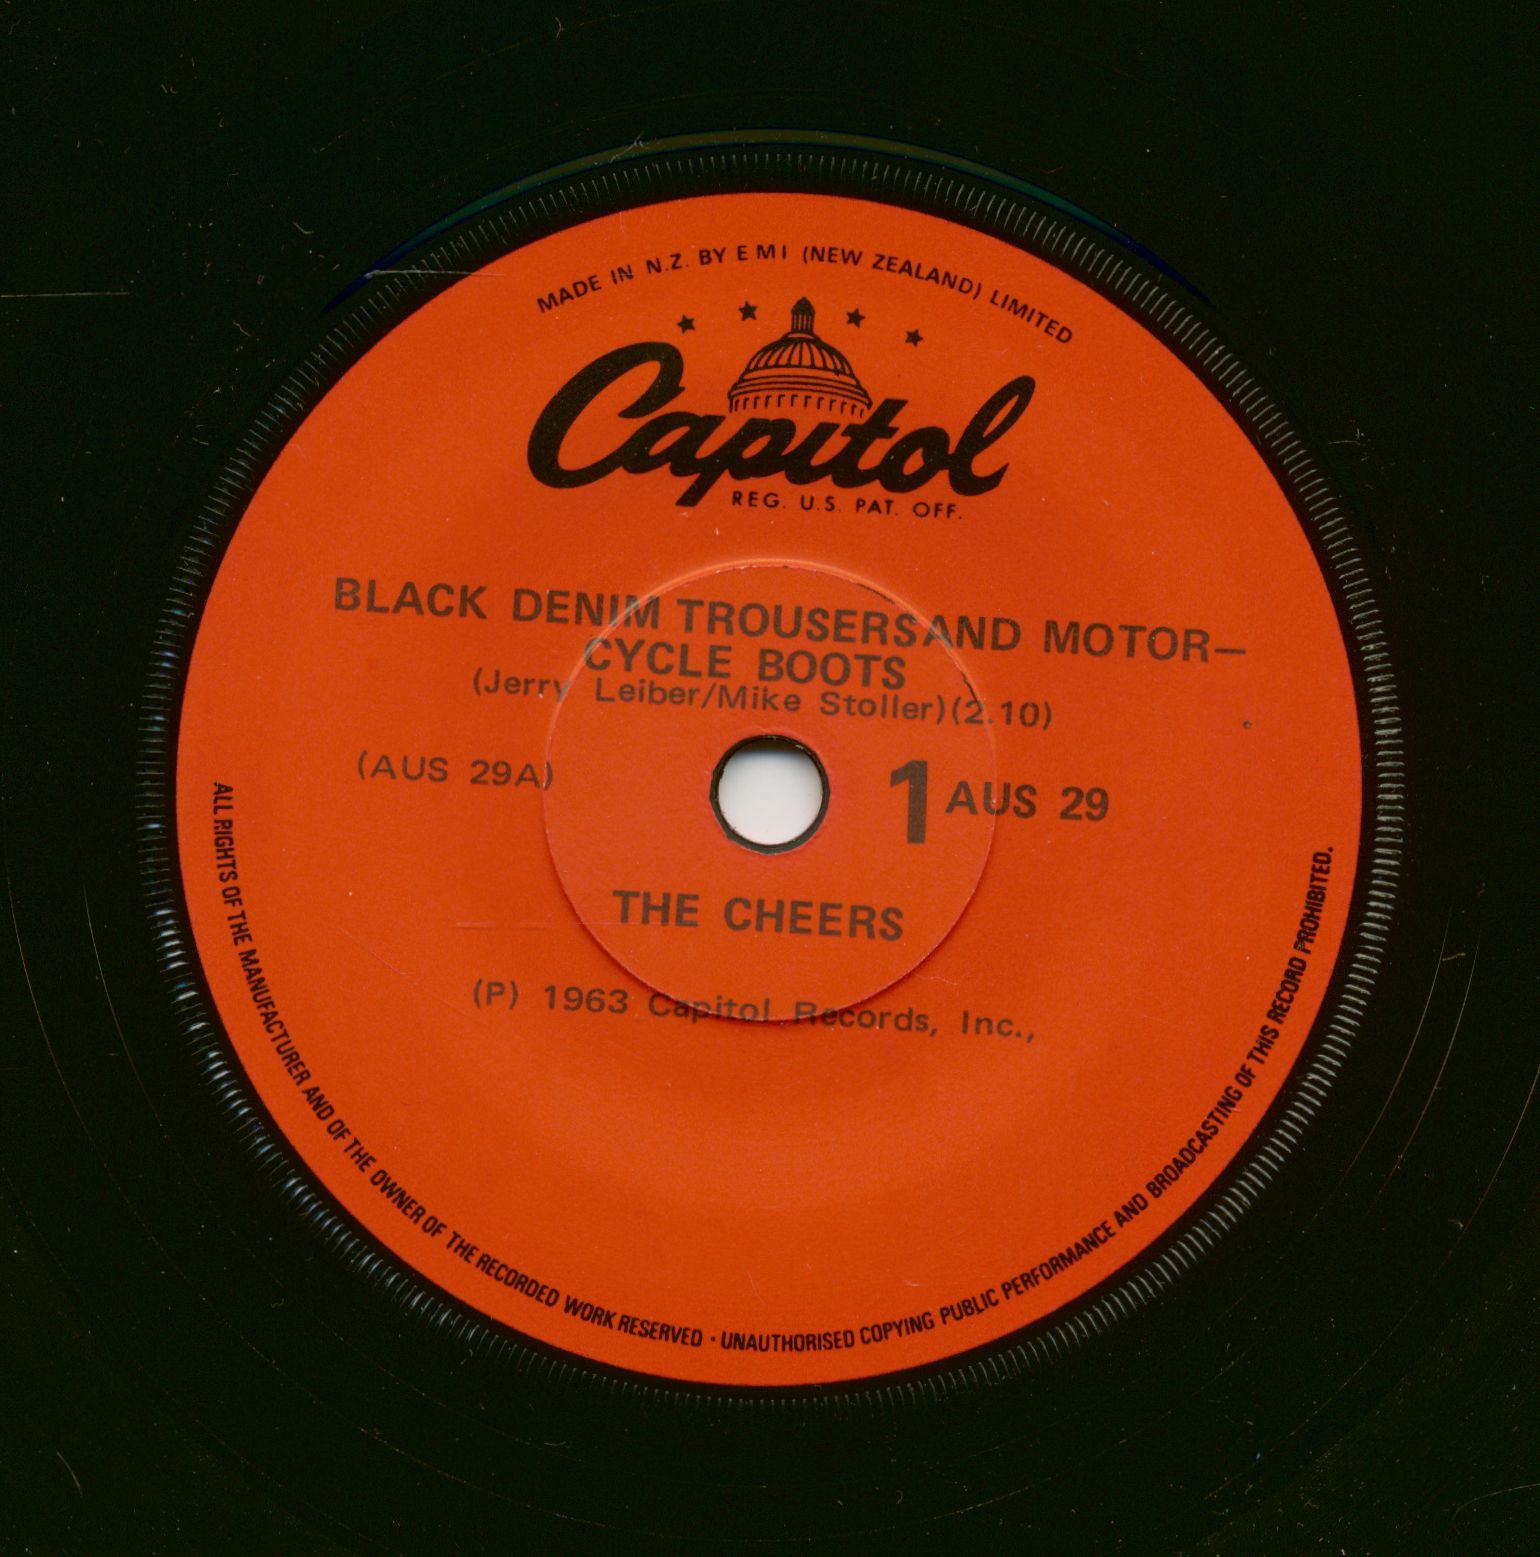 MADE IN N.Z. BY EMI (NEW ZEALAND) LIMITED
Capitol
REG. U.S. PAT. OFF.
BLACK DENIM TROUSERS AND MOTOR—
CYCLE BOOTS
(Jerry Leiber/Mike Stoller)(2.10)
(AUS 29A)
1 AUS 29
THE CHEERS
(P) 1963 Capitol Records, Inc.,
ALL RIGHTS OF THE MANUFACTURER AND OF THE OWNER OF THE RECORDED WORK RESERVED · UNAUTHORISED COPYING PUBLIC PERFORMANCE AND BROADCASTING OF THIS RECORD PROHIBITED.